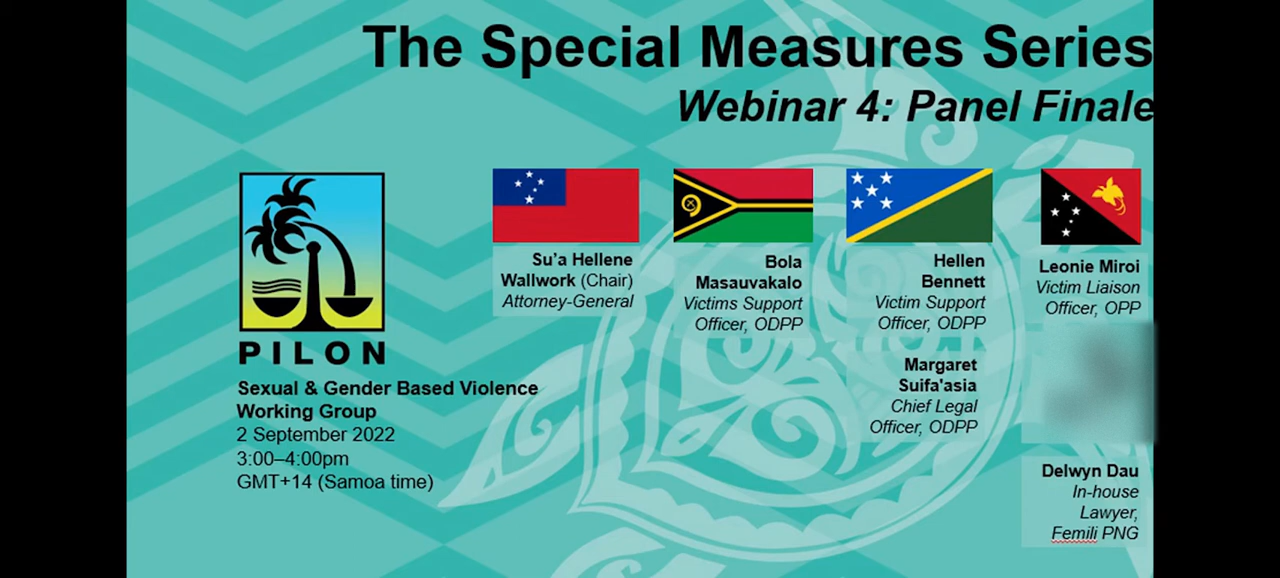 The Special Measures Series
Webinar 4: Panel Finale
PILON
Sexual & Gender Based Violence
Working Group
2 September 2022
3:00–4:00pm
GMT+14 (Samoa time)
Su’a Hellene
Wallwork (Chair)
Attorney-General
Bola
Masauvakalo
Victims Support
Officer, ODPP
Hellen
Bennett
Victim Support
Officer, ODPP
Margaret
Suifa'asia
Chief Legal
Officer, ODPP
Leonie Miroi
Victim Liaison
Officer, OPP
Delwyn Dau
In-house
Lawyer,
Femili PNG